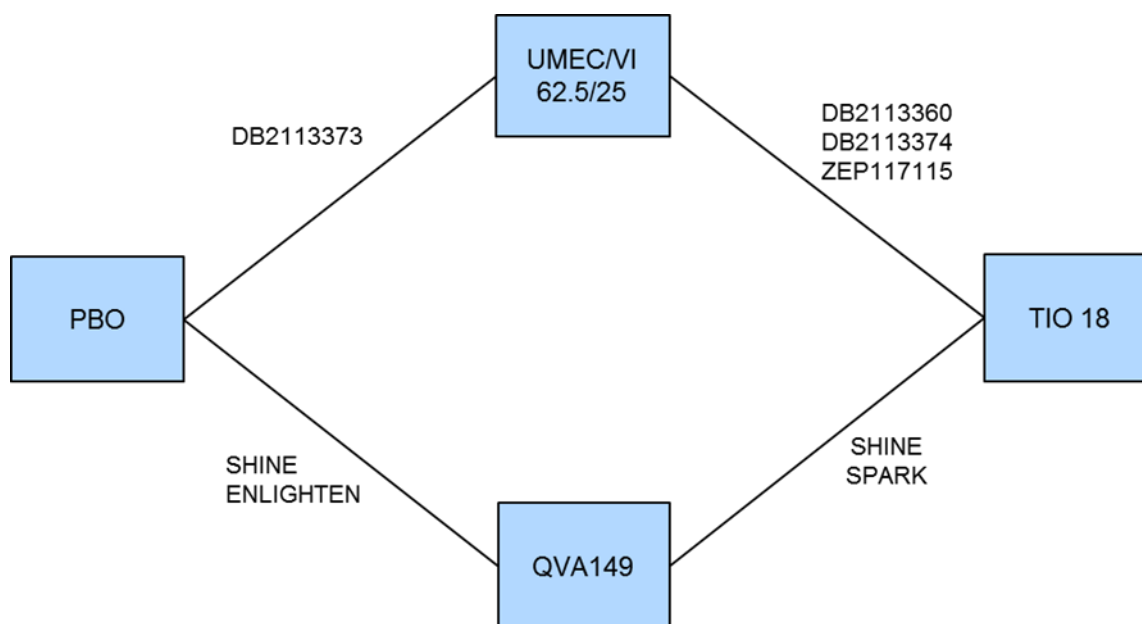 UMEC/VI
62.5/25
DB2113373
DB2113360
DB2113374
ZEP117115
PBO
TIO 18
SHINE
ENLIGHTEN
SHINE
SPARK
QVA149